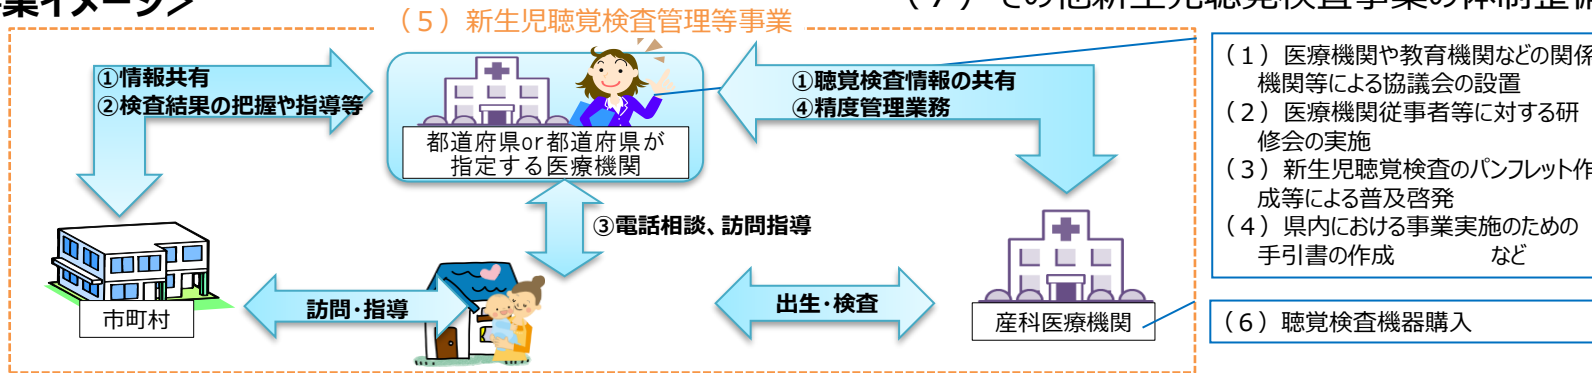 業イメージ＞
（７）その他新生児聴覚検査事業の体制整備
（５）新生児聴覚検査管理等事業
①情報共有
②検査結果の把握や指導等
都道府県or都道府県が
指定する医療機関
①聴覚検査情報の共有
④精度管理業務
③電話相談、訪問指導
市町村
訪問・指導
出生・検査
産科医療機関
（１）医療機関や教育機関などの関係
機関等による協議会の設置
（２）医療機関従事者等に対する研
修会の実施
（３）新生児聴覚検査のパンフレット作
成等による普及啓発
（４）県内における事業実施のための
手引書の作成　　　　など
（６）聴覚検査機器購入